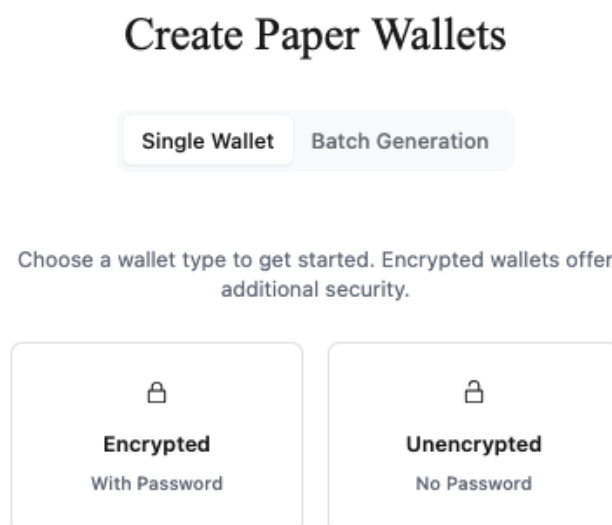 Create Paper Wallets
Single Wallet
Batch Generation
Choose a wallet type to get started. Encrypted wallets offer
additional security.
Encrypted
With Password
Unencrypted
No Password